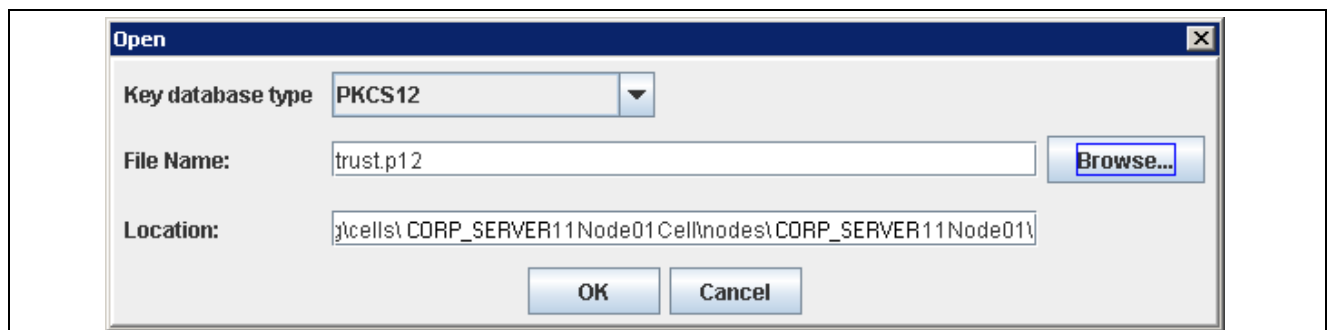 Open
Key database type PKCS12
File Name: trust.p12 Browse...
Location: g\cells\ CORP_SERVER11Node01Cell\nodes\ CORP_SERVER11Node01\
OK Cancel